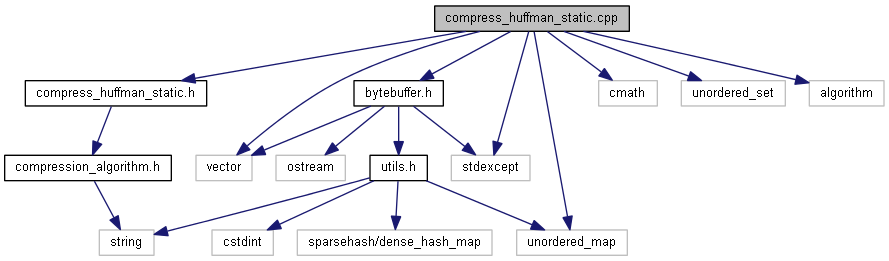 compress_huffman_static.cpp
compress_huffman_static.h
bytebuffer.h
cmath
unordered_set
algorithm
compression_algorithm.h
vector
ostream
utils.h
stdexcept
string
cstdint
sparsehash/dense_hash_map
unordered_map